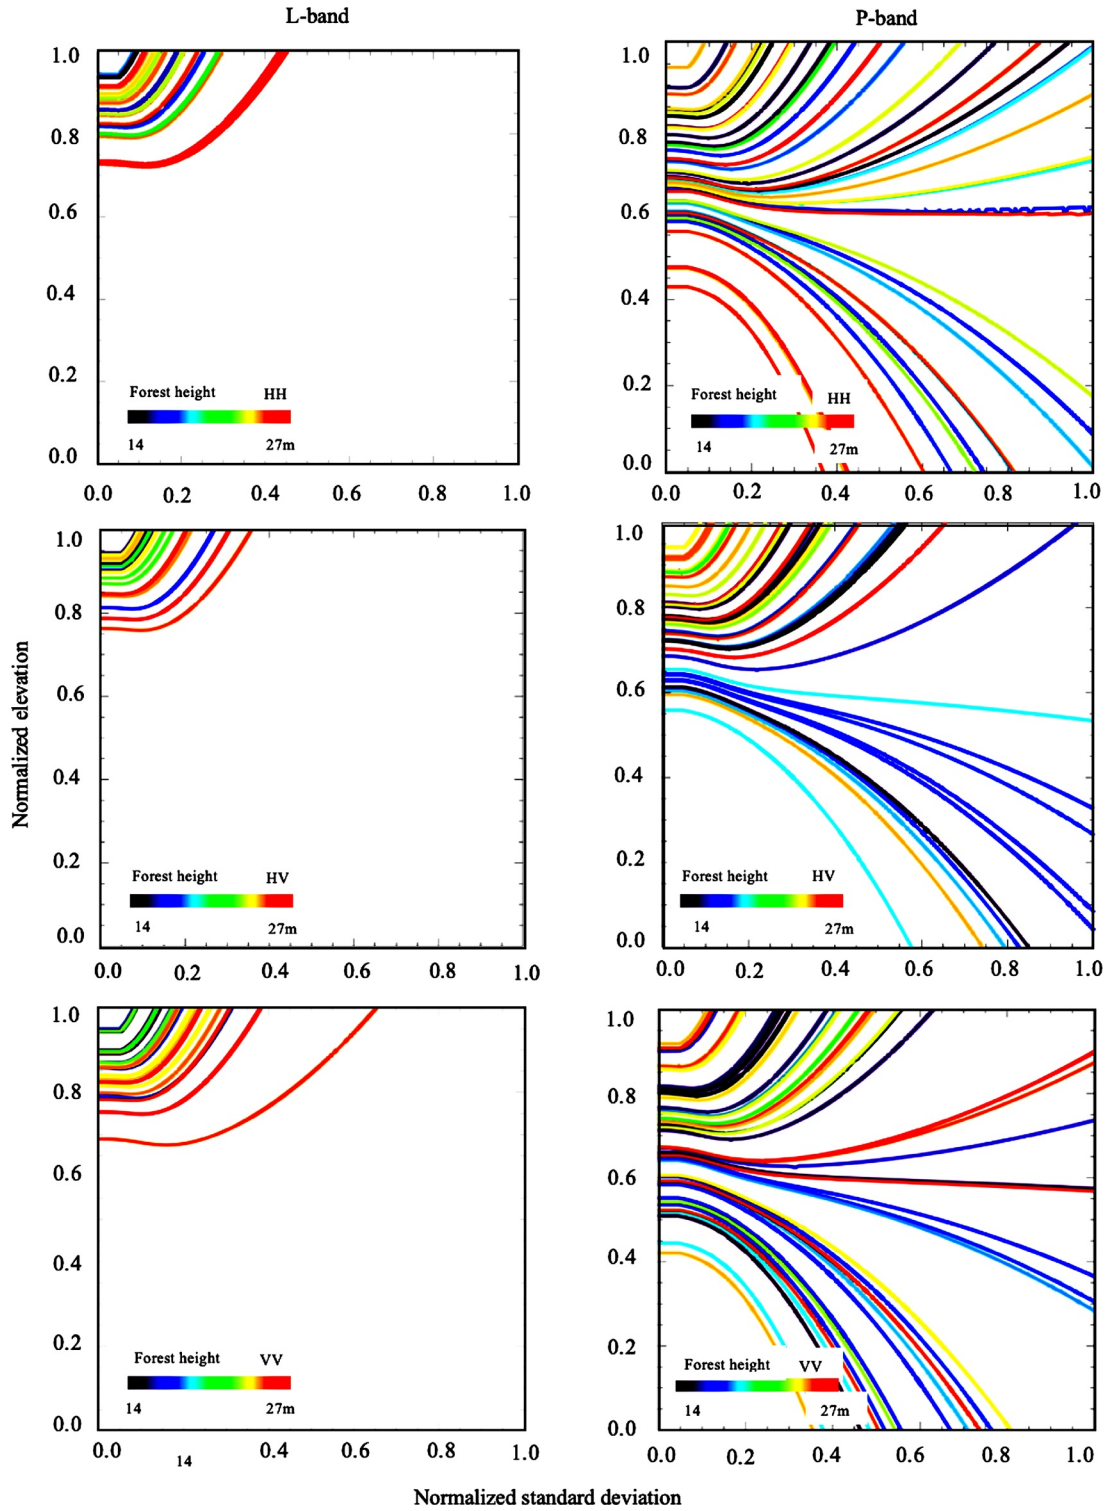 L-band
P-band
1.0
0.8
0.6
0.4
0.2
0.0
Forest height HH
14 27m
0.0 0.2 0.4 0.6 0.8 1.0
1.0
0.8
0.6
0.4
0.2
0.0
Forest height HH
14 27m
0.0 0.2 0.4 0.6 0.8 1.0
Normalized elevation
1.0
0.8
0.6
0.4
0.2
0.0
Forest height HV
14 27m
0.0 0.2 0.4 0.6 0.8 1.0
1.0
0.8
0.6
0.4
0.2
0.0
Forest height HV
14 27m
0.0 0.2 0.4 0.6 0.8 1.0
1.0
0.8
0.6
0.4
0.2
0.0
Forest height VV
14 27m
0.0 14 0.4 0.6 0.8 1.0
1.0
0.8
0.6
0.4
0.2
0.0
Forest height VV
14 27m
0.0 0.2 0.4 0.6 0.8 1.0
Normalized standard deviation